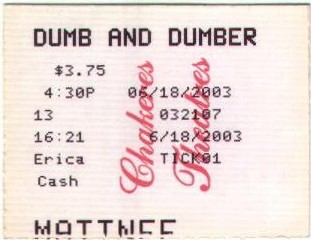 DUMB AND DUMBER
$3.75
4:30P 06/18/2003
13 032107
16:21 6/18/2003
Erica TICK01
Cash
Chakeres
Theatres
MATINEE